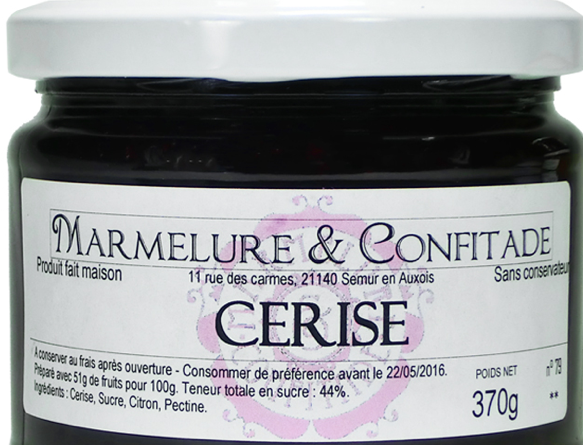 MARMELURE & CONFITADE
Produit fait maison
11 rue des carmes, 21140 Semur en Auxois
Sans conservateur
CERISE
A conserver au frais après ouverture - Consommer de préférence avant le 22/05/2016.
Préparé avec 51g de fruits pour 100g. Teneur totale en sucre : 44%.
Ingrédients : Cerise, Sucre, Citron, Pectine.
POIDS NET
370g
n° 79
**